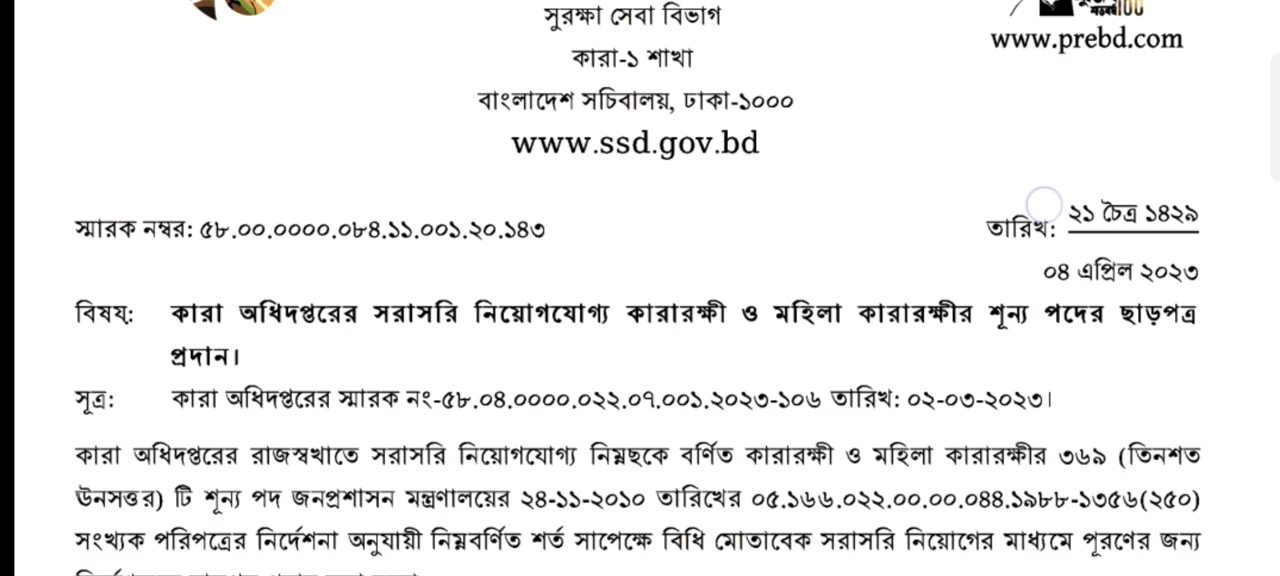 শতবর্ষ 100
সুরক্ষা সেবা বিভাগ
www.prebd.com
কারা-১ শাখা
বাংলাদেশ সচিবালয়, ঢাকা-১০০০
www.ssd.gov.bd
স্মারক নম্বর: ৫৮.০০.০০০০.০৮৪.১১.০০১.২০.১৪৩
তারিখ: ২১ চৈত্র ১৪২৯
০৪ এপ্রিল ২০২৩
বিষয়: কারা অধিদপ্তরের সরাসরি নিয়োগযোগ্য কারারক্ষী ও মহিলা কারারক্ষীর শূন্য পদের ছাড়পত্র
প্রদান।
সূত্র: কারা অধিদপ্তরের স্মারক নং-৫৮.০৪.০০০০.০২২.০৭.০০১.২০২৩-১০৬ তারিখ: ০২-০৩-২০২৩।
কারা অধিদপ্তরের রাজস্বখাতে সরাসরি নিয়োগযোগ্য নিম্নছকে বর্ণিত কারারক্ষী ও মহিলা কারারক্ষীর ৩৬৯ (তিনশত
ঊনসত্তর) টি শূন্য পদ জনপ্রশাসন মন্ত্রণালয়ের ২৪-১১-২০১০ তারিখের ০৫.১৬৬.০২২.০০.০০.০৪৪.১৯৮৮-১৩৫৬(২৫০)
সংখ্যক পরিপত্রের নির্দেশনা অনুযায়ী নিম্নবর্ণিত শর্ত সাপেক্ষে বিধি মোতাবেক সরাসরি নিয়োগের মাধ্যমে পূরণের জন্য